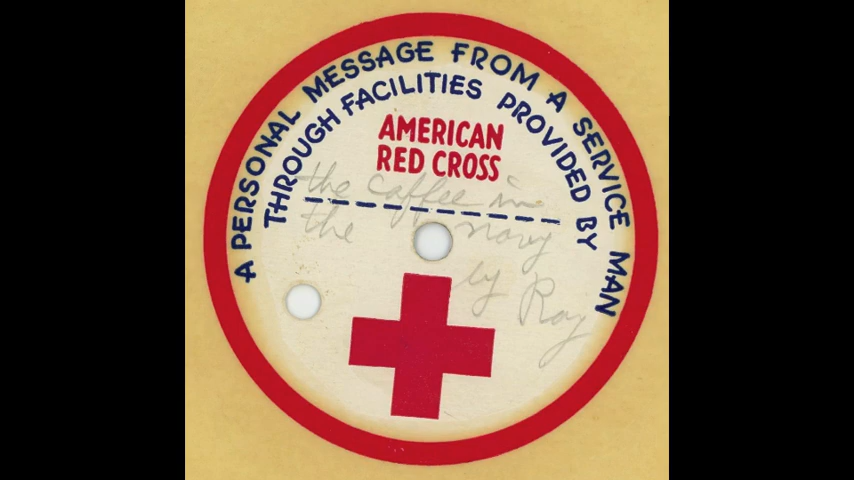 A PERSONAL MESSAGE FROM A SERVICE MAN
THROUGH FACILITIES PROVIDED BY
AMERICAN
RED CROSS
the coffee in
the navy
by Ray